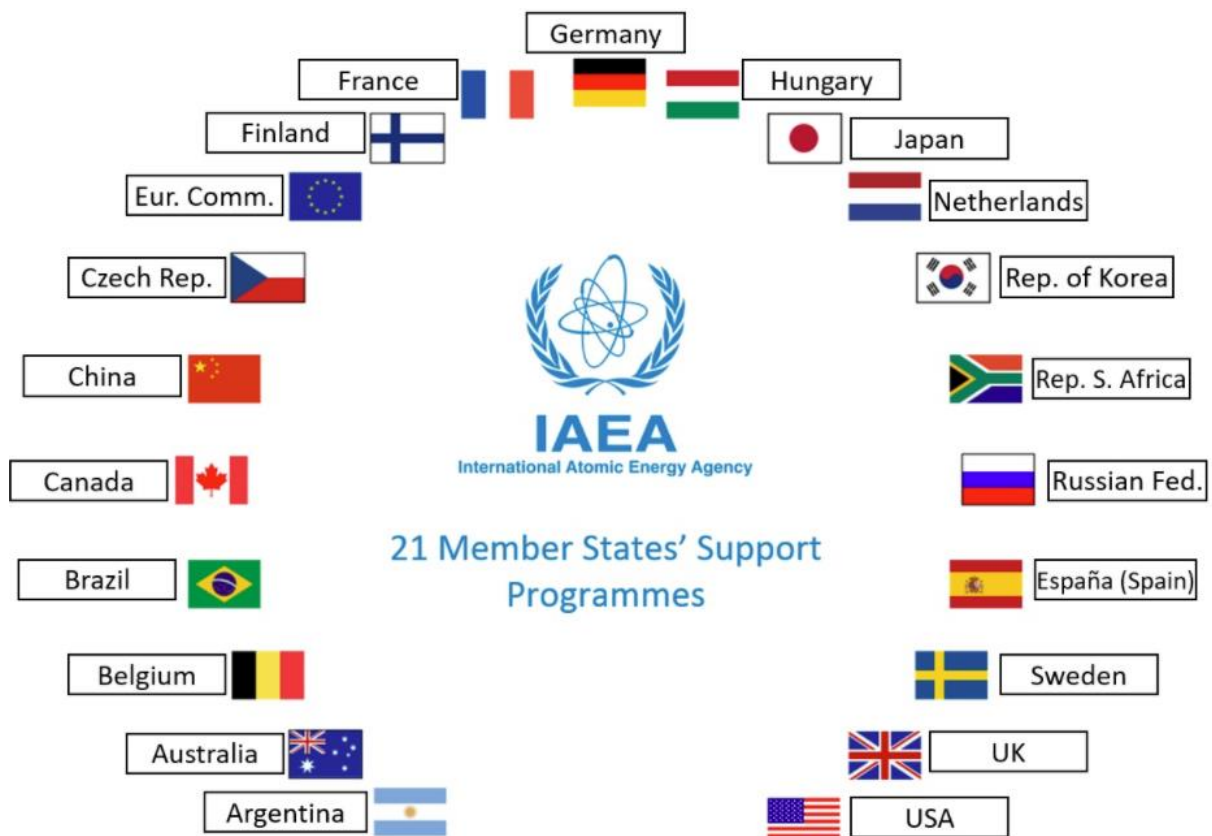 Germany
France
Hungary
Finland
Japan
Eur. Comm.
Netherlands
Czech Rep.
Rep. of Korea
China
Rep. S. Africa
IAEA
International Atomic Energy Agency
Canada
Russian Fed.
21 Member States’ Support
Programmes
Brazil
España (Spain)
Belgium
Sweden
Australia
UK
Argentina
USA